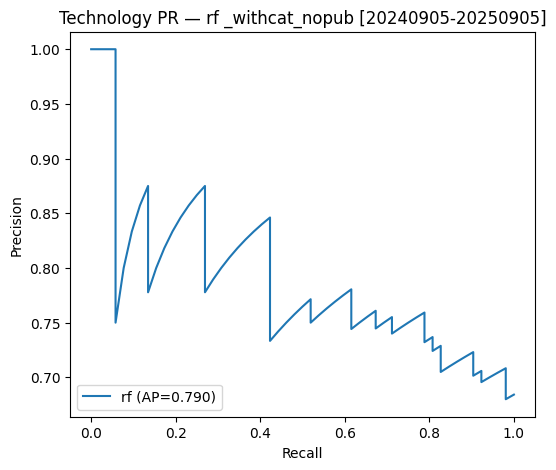 Technology PR — rf _withcat_nopub [20240905-20250905]
1.00
0.95
0.90
0.85
0.80
0.75
0.70
Precision
rf (AP=0.790)
0.0 0.2 0.4 0.6 0.8 1.0
Recall